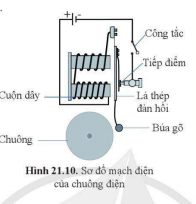 + -
Công tắc
Tiếp điểm
Cuộn dây
Lá thép
đàn hồi
Chuông
Búa gõ
Hình 21.10. Sơ đồ mạch điện
của chuông điện